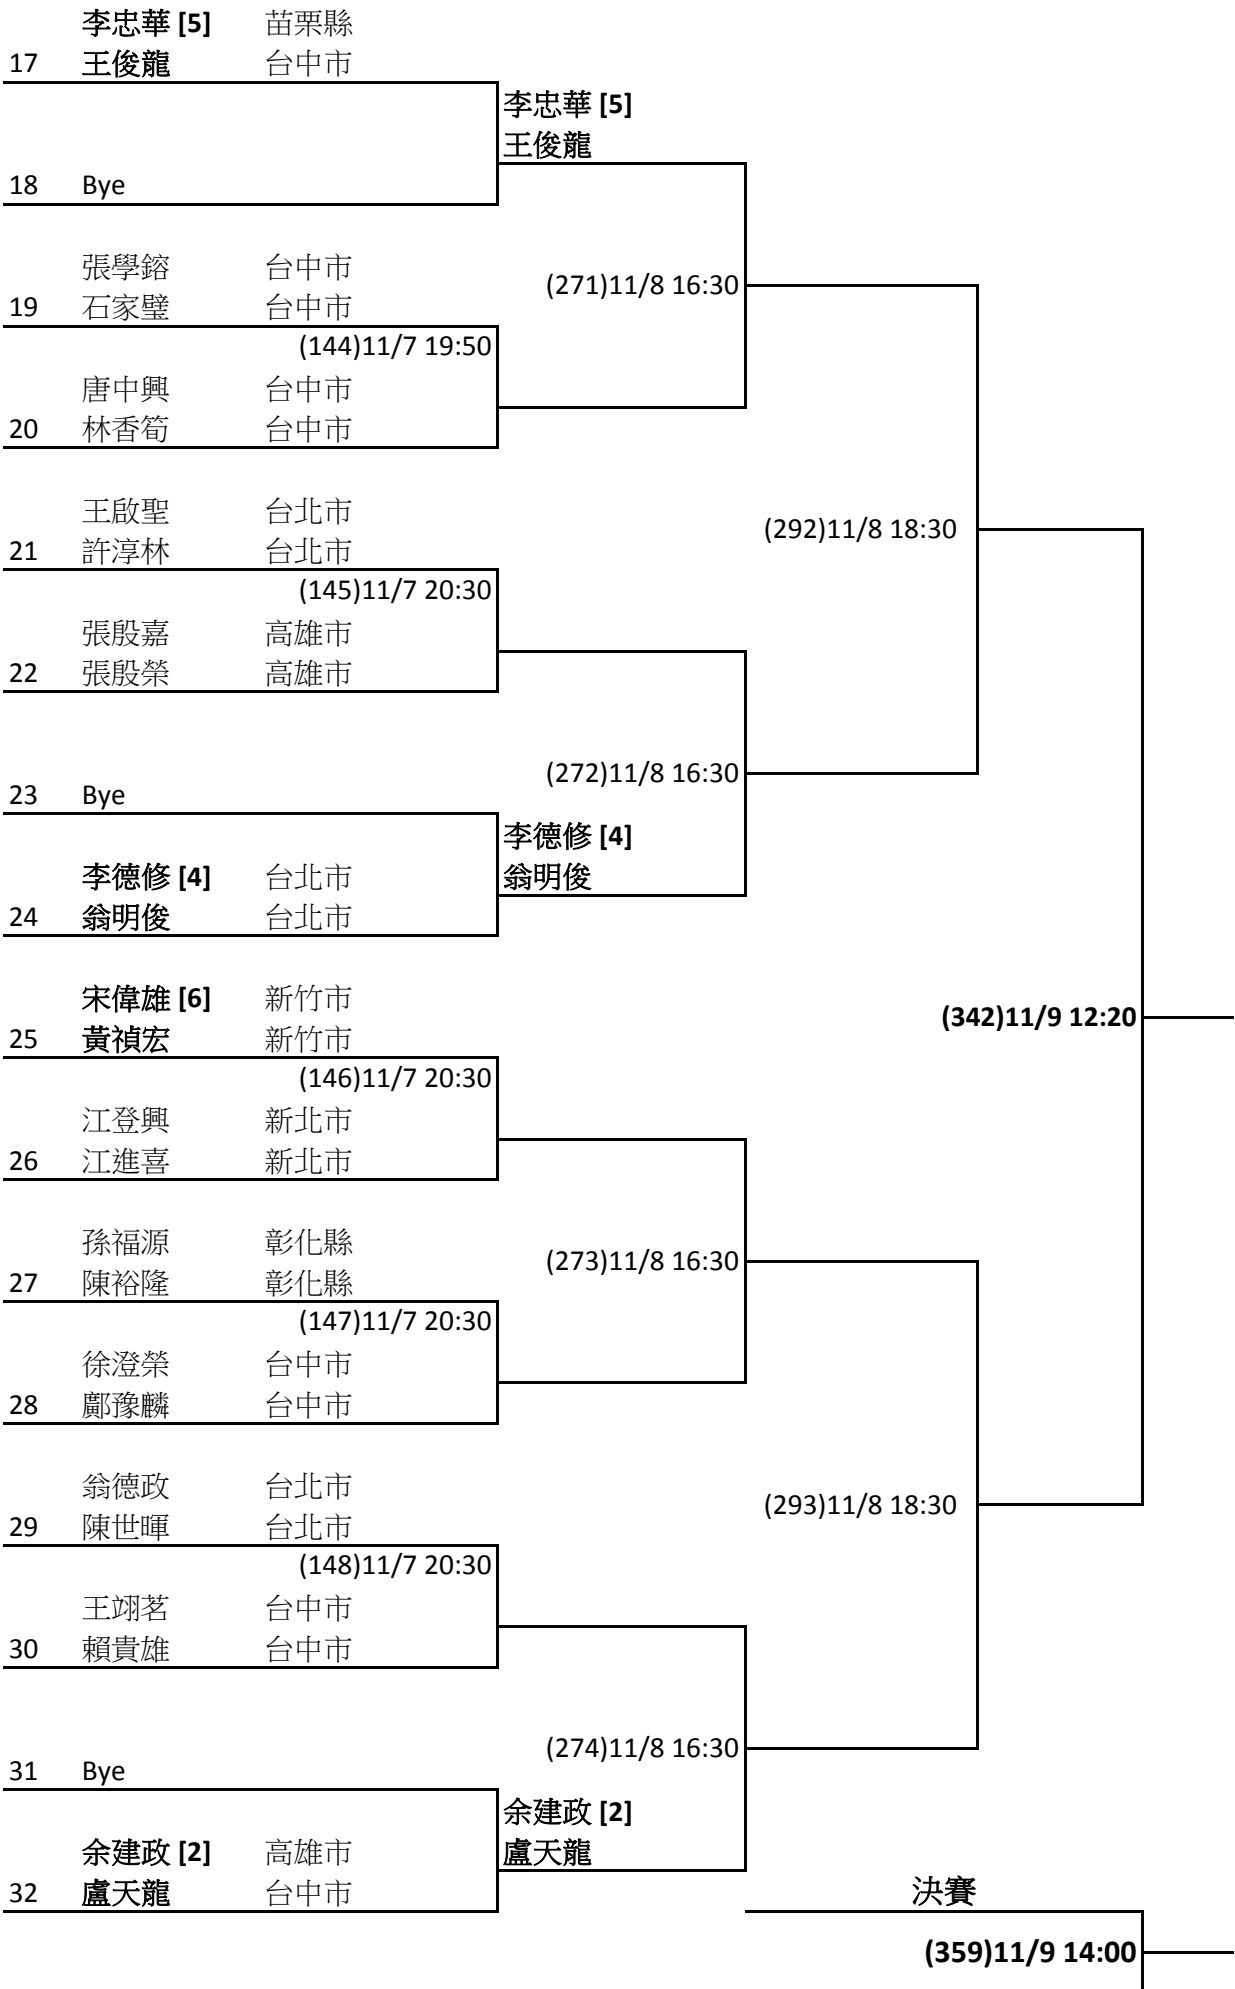 李忠華 [5] 苗栗縣
17 王俊龍 台中市
李忠華 [5]
王俊龍
18 Bye
張學鎔 台中市
(271)11/8 16:30
19 石家璧 台中市
(144)11/7 19:50
唐中興 台中市
20 林香筍 台中市
王啟聖 台北市
(292)11/8 18:30
21 許淳林 台北市
(145)11/7 20:30
張殷嘉 高雄市
22 張殷榮 高雄市
(272)11/8 16:30
23 Bye
李德修 [4]
李德修 [4] 台北市 翁明俊
24 翁明俊 台北市
宋偉雄 [6] 新竹市
(342)11/9 12:20
25 黃禎宏 新竹市
(146)11/7 20:30
江登興 新北市
26 江進喜 新北市
孫福源 彰化縣
(273)11/8 16:30
27 陳裕隆 彰化縣
(147)11/7 20:30
徐澄榮 台中市
28 鄺豫麟 台中市
翁德政 台北市
(293)11/8 18:30
29 陳世暉 台北市
(148)11/7 20:30
王翊茗 台中市
30 賴貴雄 台中市
(274)11/8 16:30
31 Bye
余建政 [2]
余建政 [2] 高雄市 盧天龍
32 盧天龍 台中市 決賽
(359)11/9 14:00